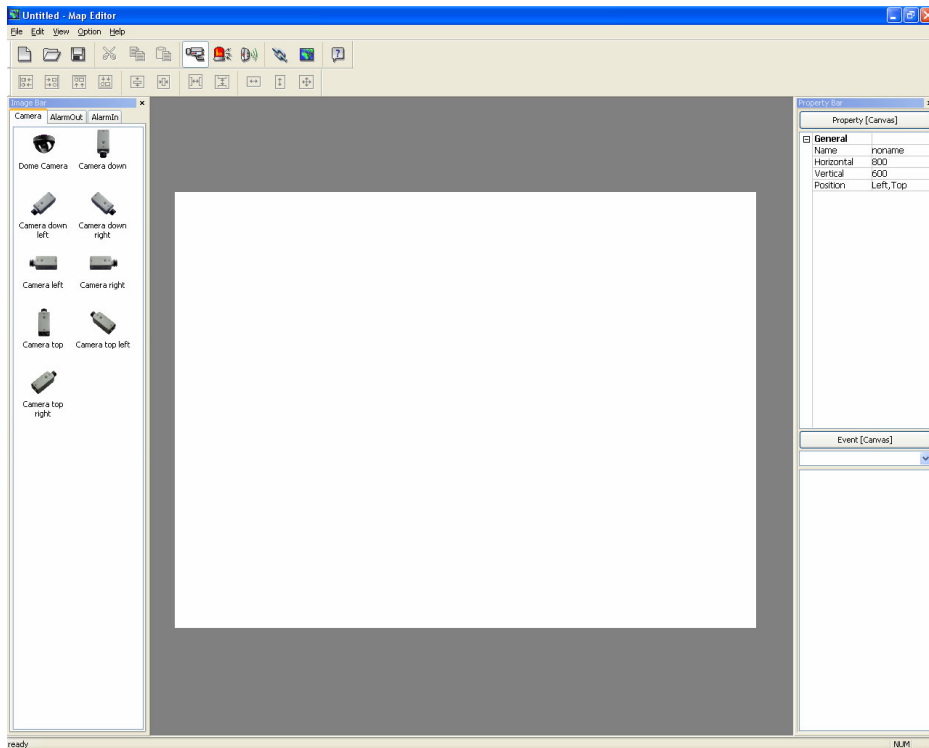 Untitled - Map Editor
File Edit View Option Help
Image Bar
Camera AlarmOut AlarmIn
Dome Camera Camera down
Camera down left
Camera down right
Camera left Camera right
Camera top Camera top left
Camera top right
Property Bar
Property [Canvas]
General
Name noname
Horizontal 800
Vertical 600
Position Left,Top
Event [Canvas]
ready NUM